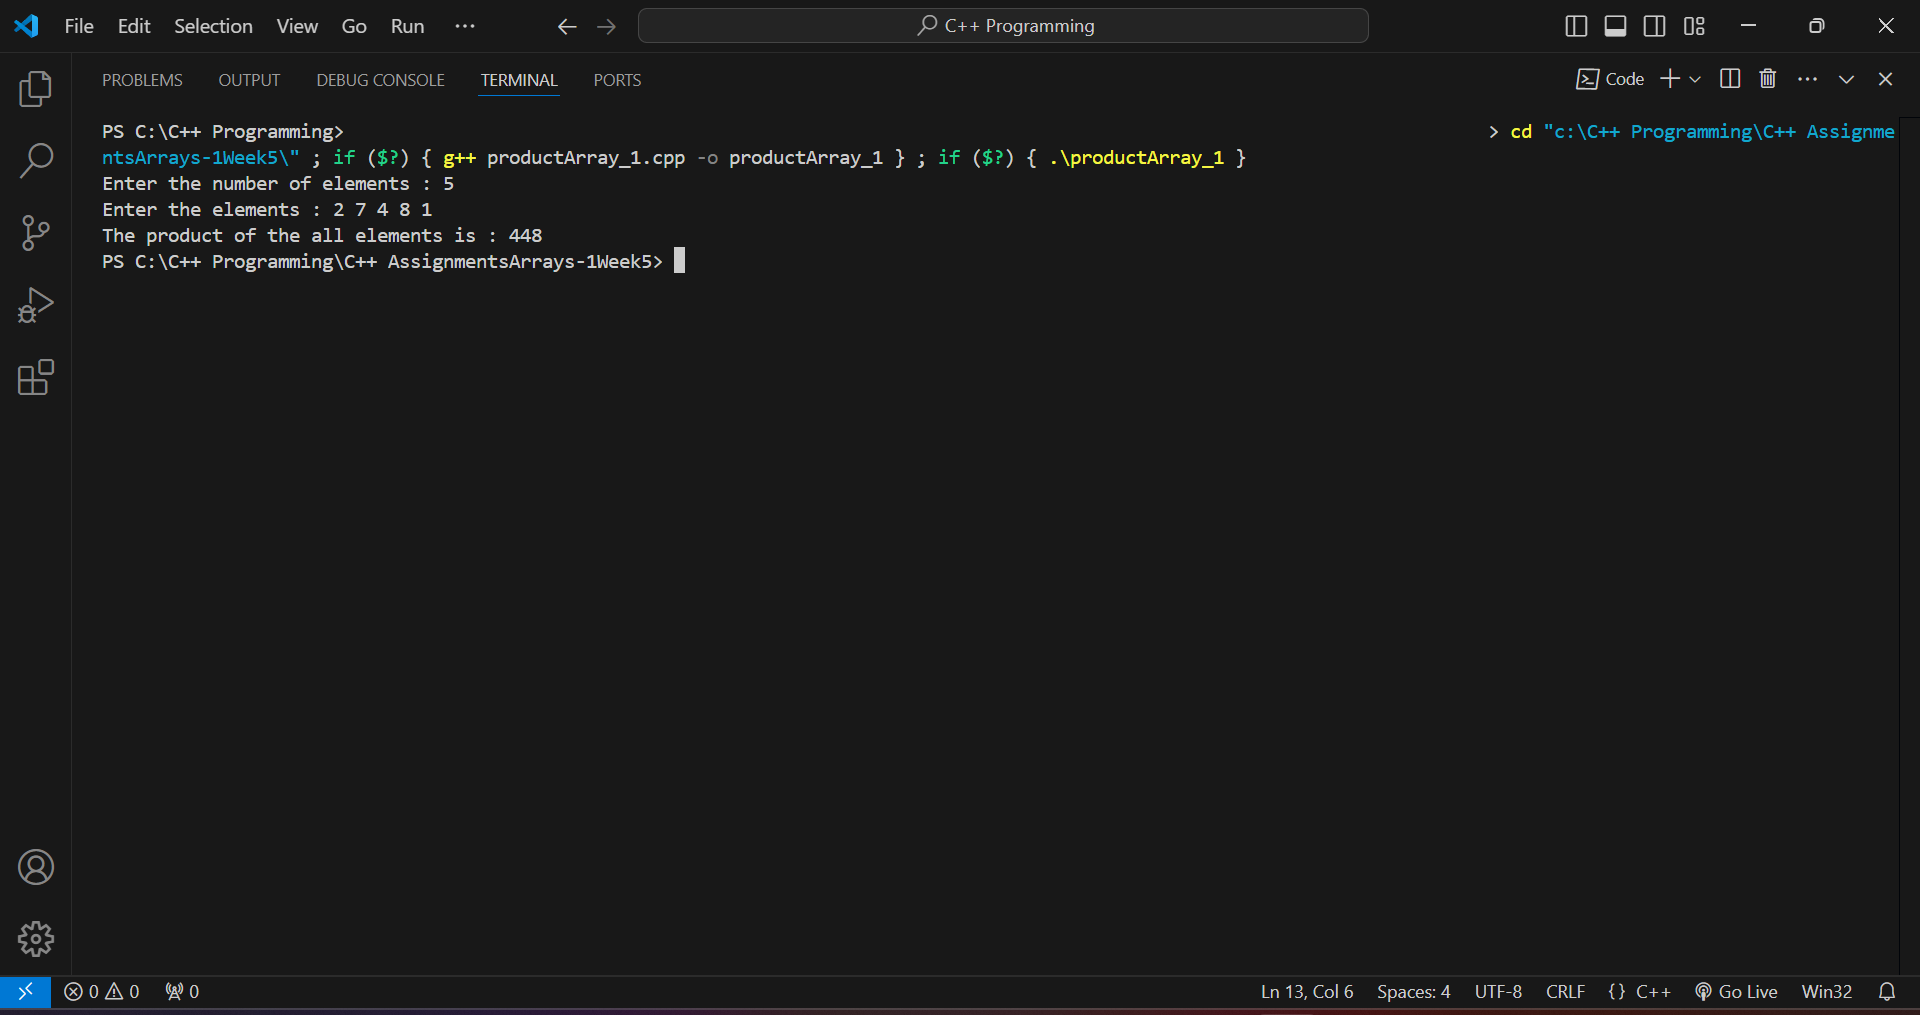 File Edit Selection View Go Run ··· C++ Programming
PROBLEMS OUTPUT DEBUG CONSOLE TERMINAL PORTS Code
PS C:\C++ Programming> > cd "c:\C++ Programming\C++ Assignme
ntsArrays-1Week5\" ; if ($?) { g++ productArray_1.cpp -o productArray_1 } ; if ($?) { .\productArray_1 }
Enter the number of elements : 5
Enter the elements : 2 7 4 8 1
The product of the all elements is : 448
PS C:\C++ Programming\C++ AssignmentsArrays-1Week5>
0 0 0 Ln 13, Col 6 Spaces: 4 UTF-8 CRLF {} C++ Go Live Win32